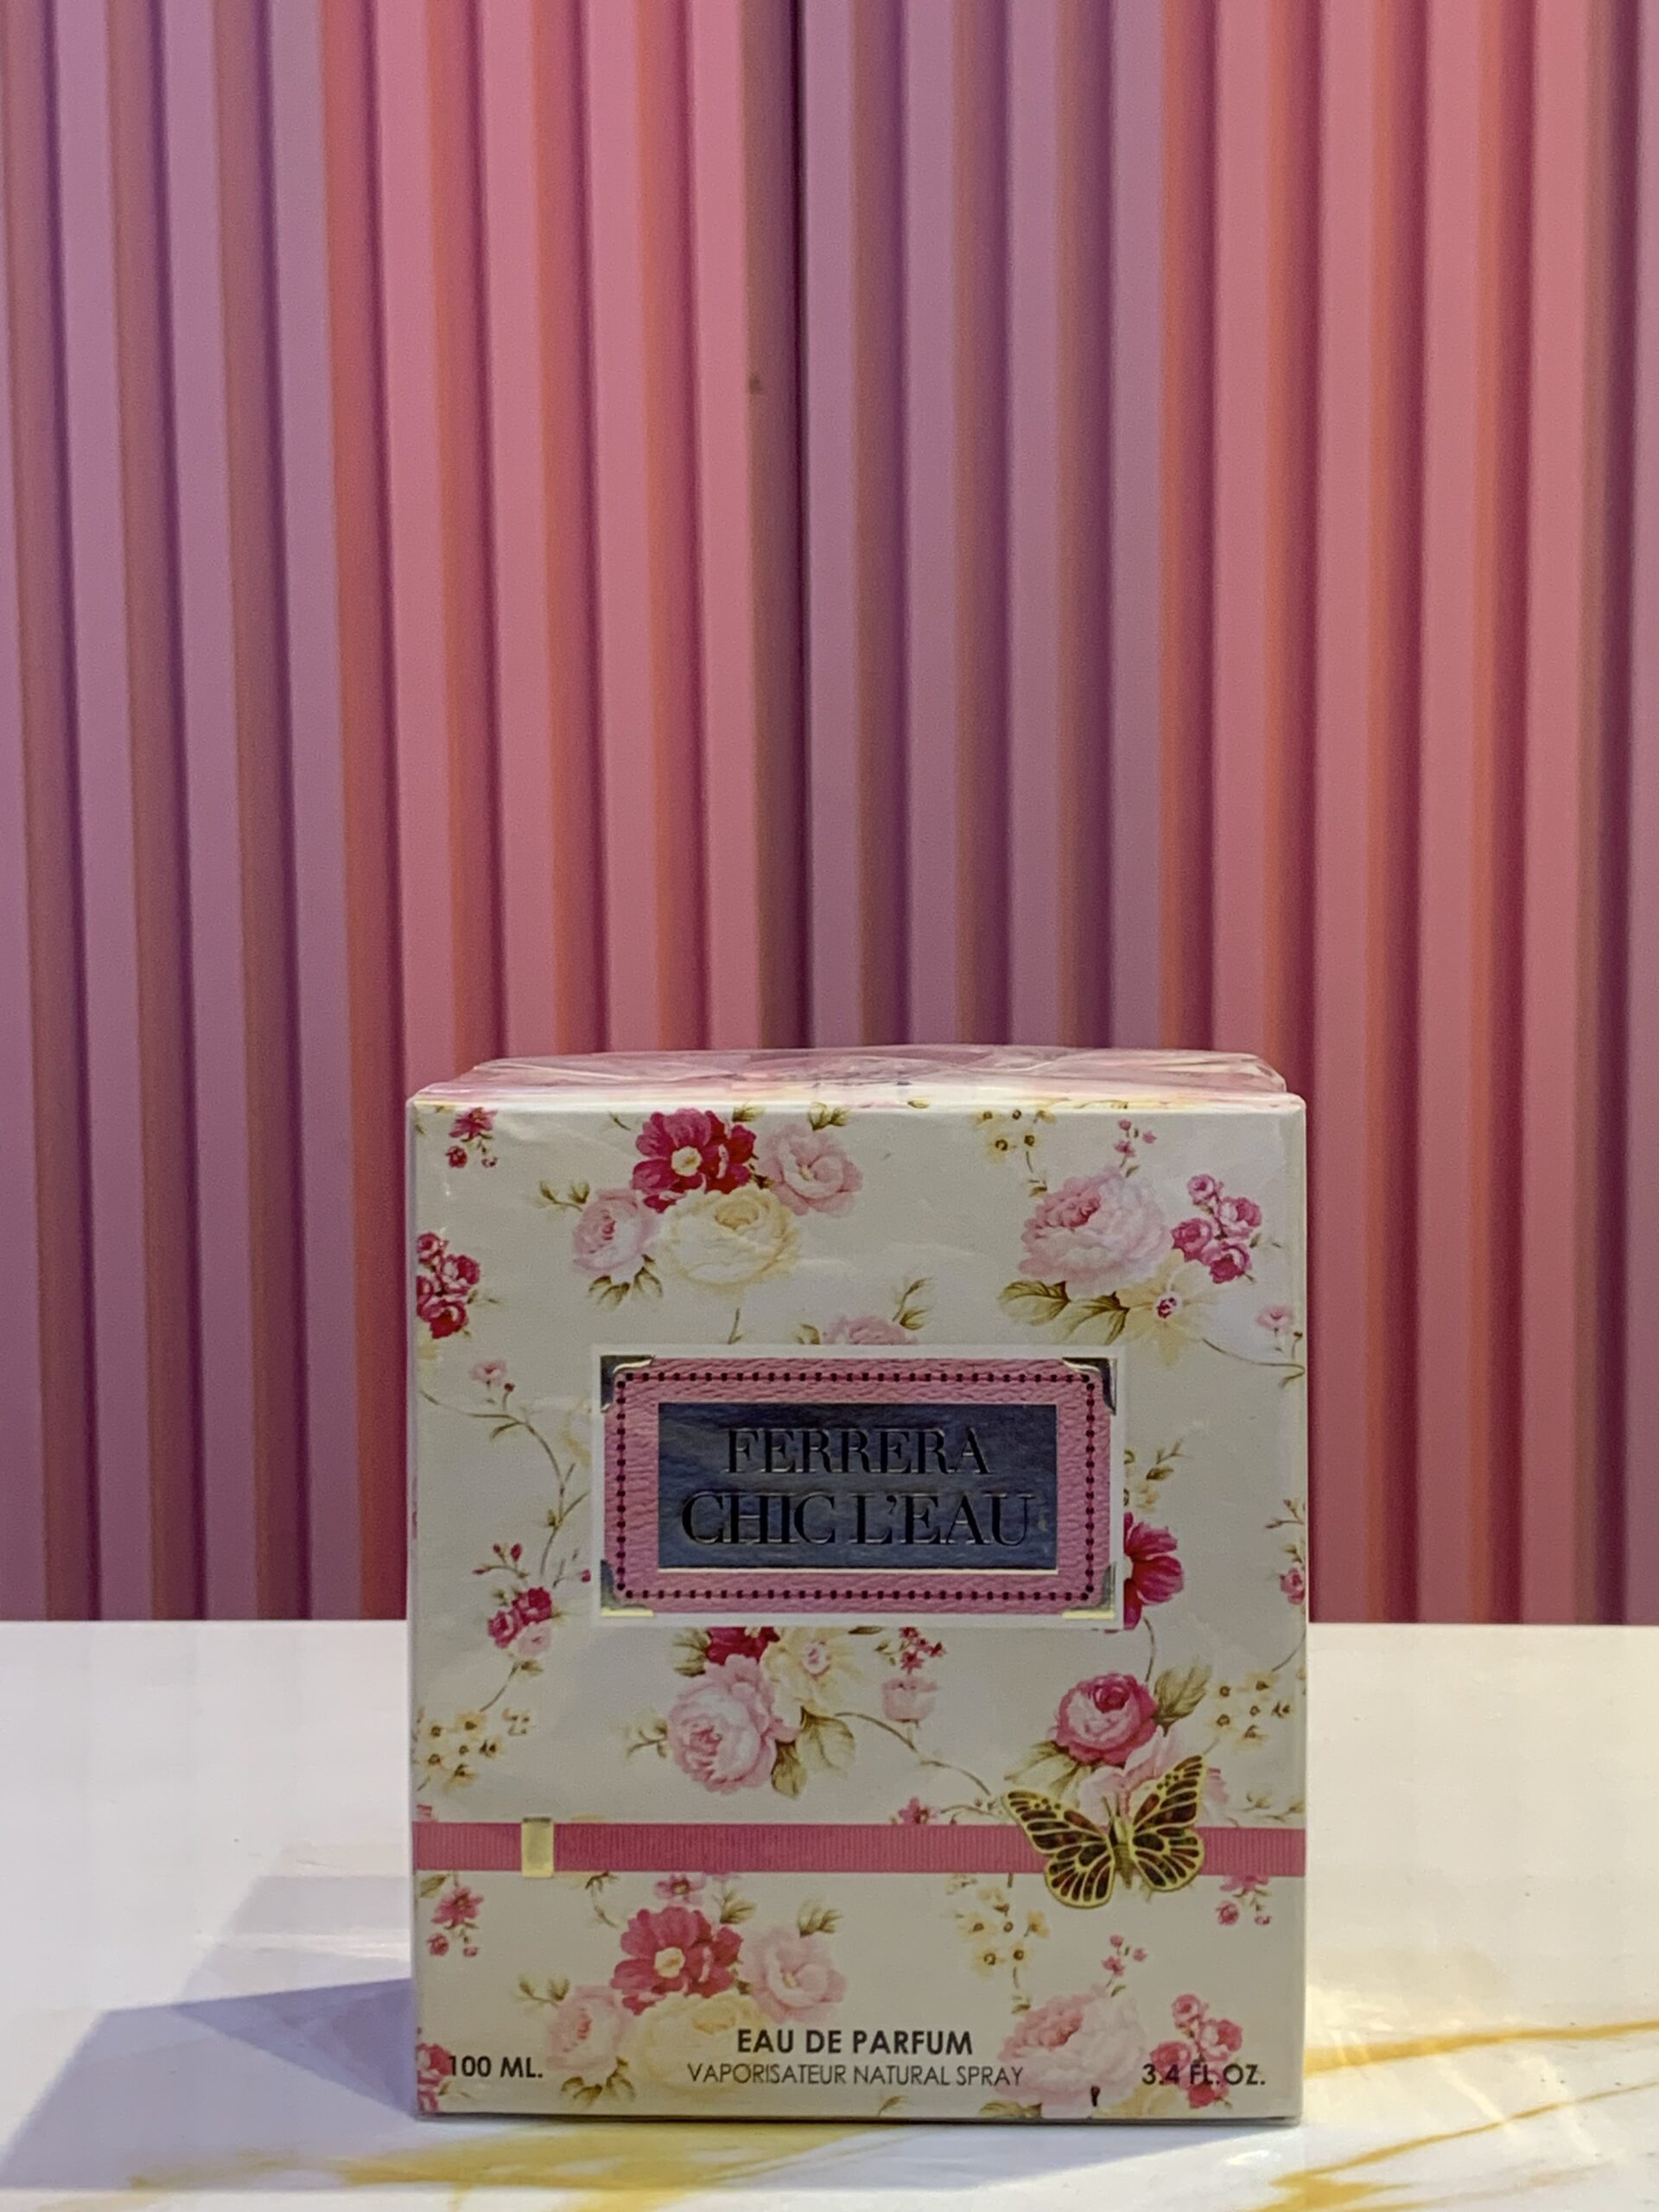 FERRERA
CHIC L'EAU
EAU DE PARFUM
100 ML.
VAPORISATEUR NATURAL SPRAY
3.4 FL.OZ.